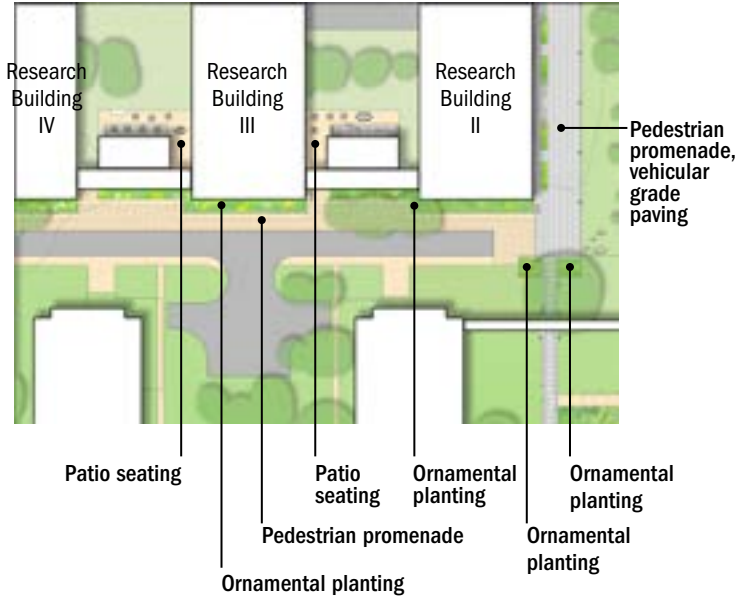 Research
Building
IV
Research
Building
III
Research
Building
II
Pedestrian
promenade,
vehicular
grade
paving
Patio seating
Patio
seating
Ornamental
planting
Ornamental
planting
Pedestrian promenade
Ornamental
planting
Ornamental planting